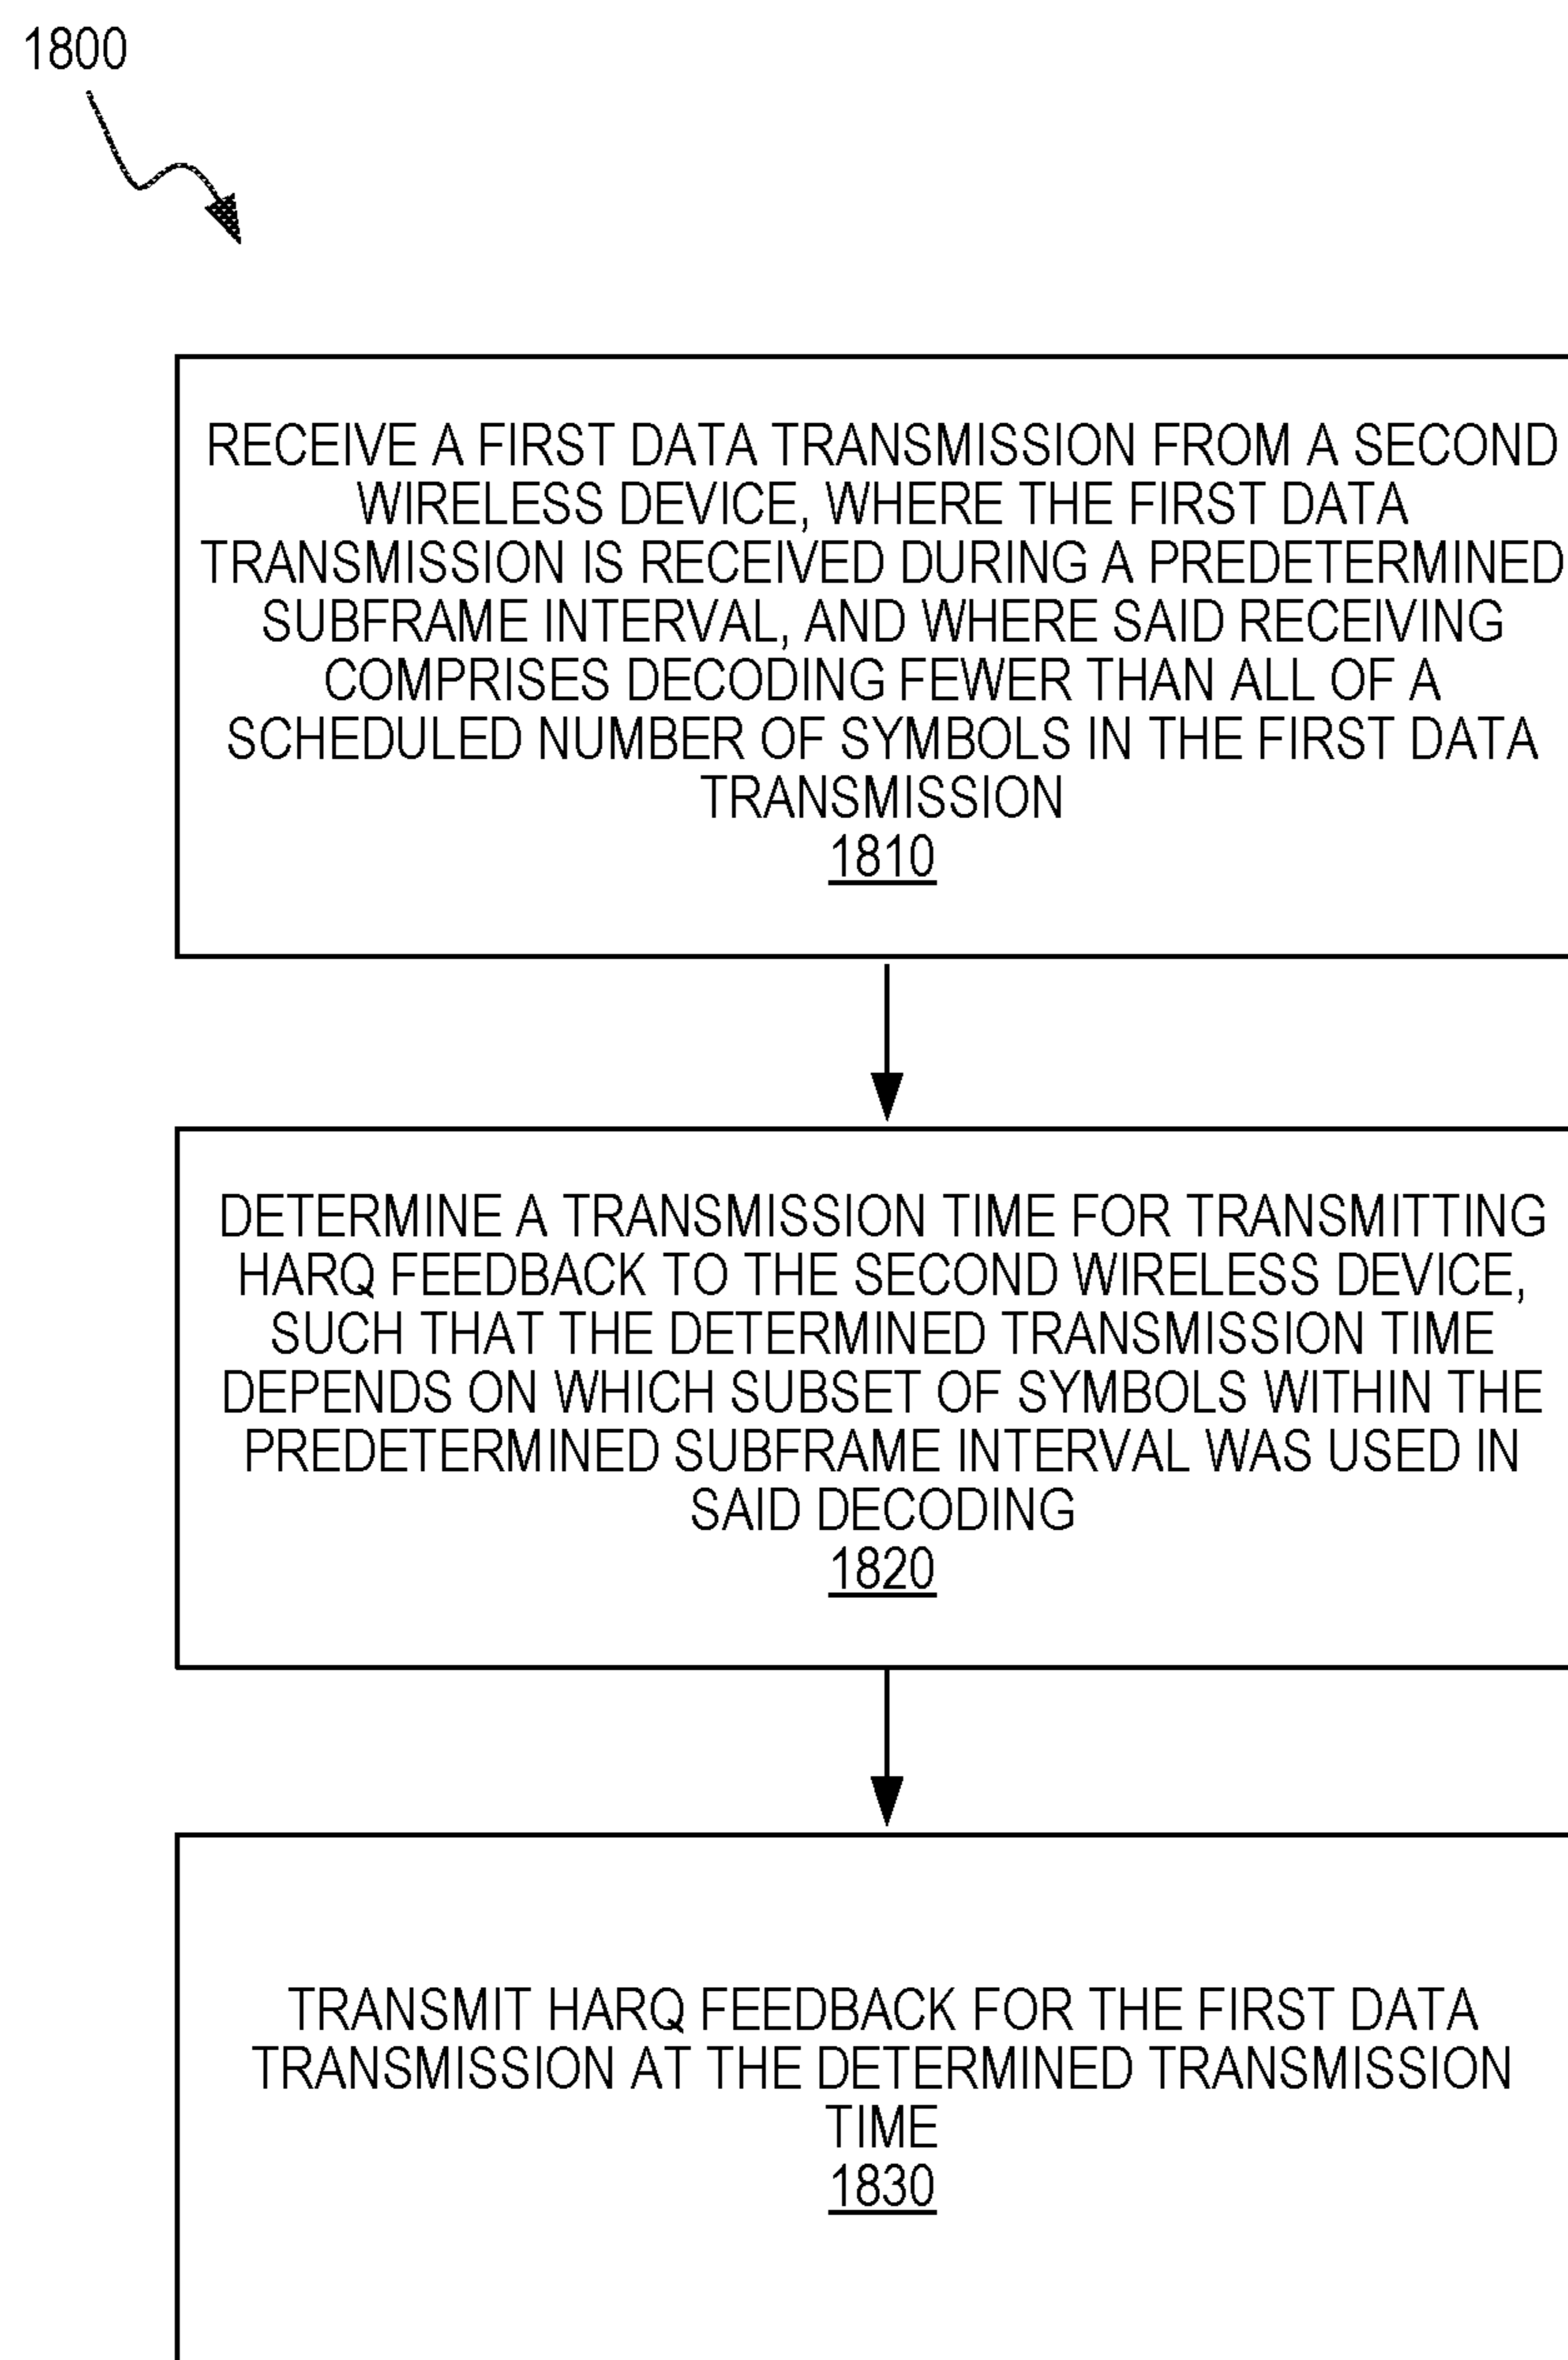 1800
RECEIVE A FIRST DATA TRANSMISSION FROM A SECOND
WIRELESS DEVICE, WHERE THE FIRST DATA
TRANSMISSION IS RECEIVED DURING A PREDETERMINED
SUBFRAME INTERVAL, AND WHERE SAID RECEIVING
COMPRISES DECODING FEWER THAN ALL OF A
SCHEDULED NUMBER OF SYMBOLS IN THE FIRST DATA
TRANSMISSION
1810
DETERMINE A TRANSMISSION TIME FOR TRANSMITTING
HARQ FEEDBACK TO THE SECOND WIRELESS DEVICE,
SUCH THAT THE DETERMINED TRANSMISSION TIME
DEPENDS ON WHICH SUBSET OF SYMBOLS WITHIN THE
PREDETERMINED SUBFRAME INTERVAL WAS USED IN
SAID DECODING
1820
TRANSMIT HARQ FEEDBACK FOR THE FIRST DATA
TRANSMISSION AT THE DETERMINED TRANSMISSION
TIME
1830